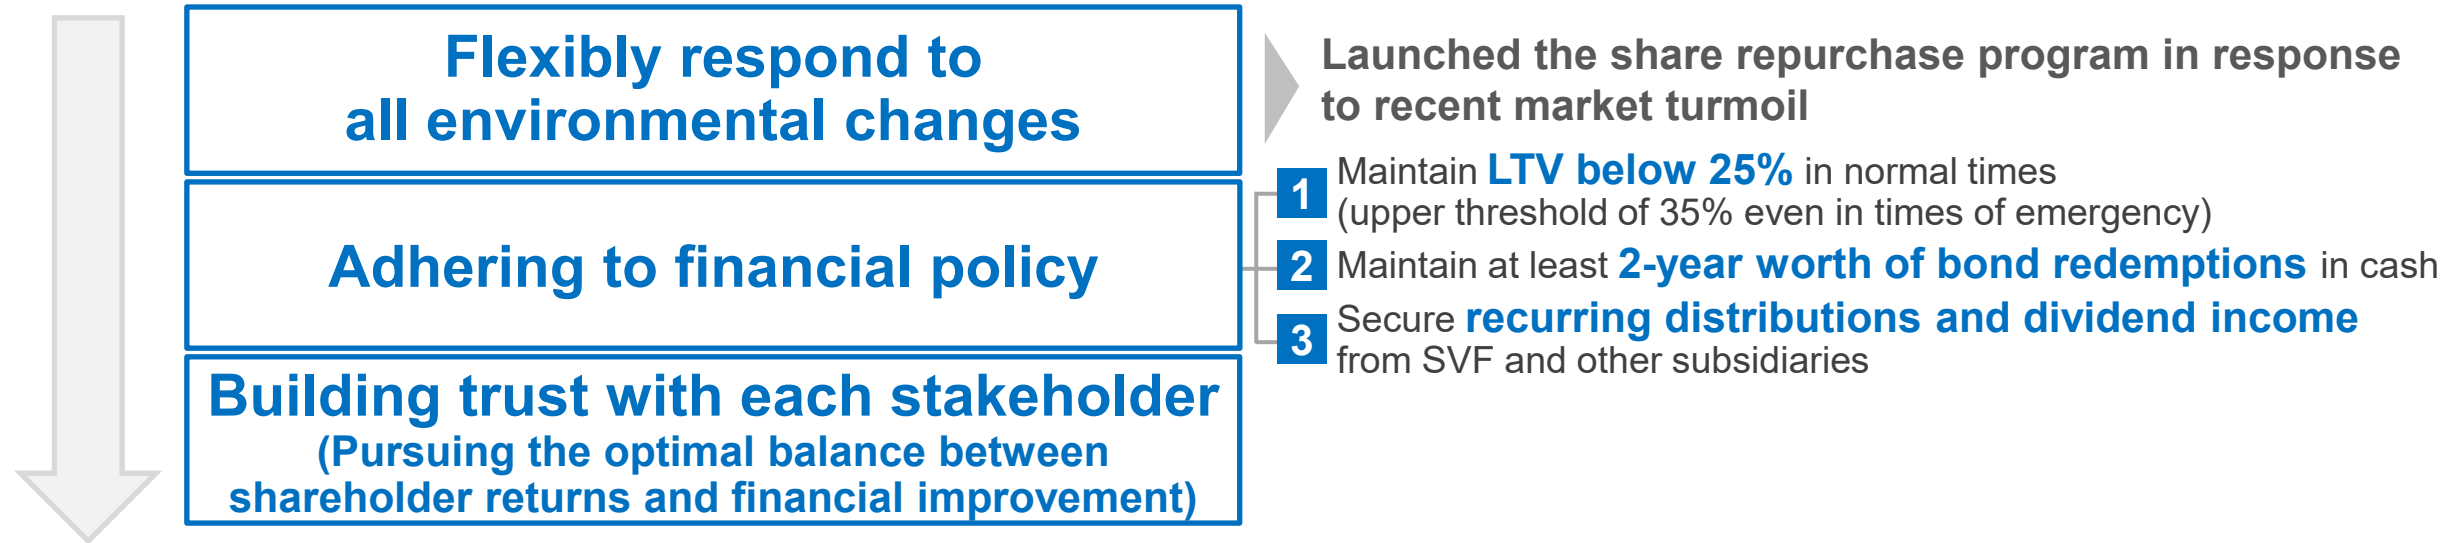 Flexibly respond to
all environmental changes
Launched the share repurchase program in response
to recent market turmoil
Adhering to financial policy
1 Maintain LTV below 25% in normal times
(upper threshold of 35% even in times of emergency)
2 Maintain at least 2-year worth of bond redemptions in cash
3 Secure recurring distributions and dividend income
from SVF and other subsidiaries
Building trust with each stakeholder
(Pursuing the optimal balance between
shareholder returns and financial improvement)